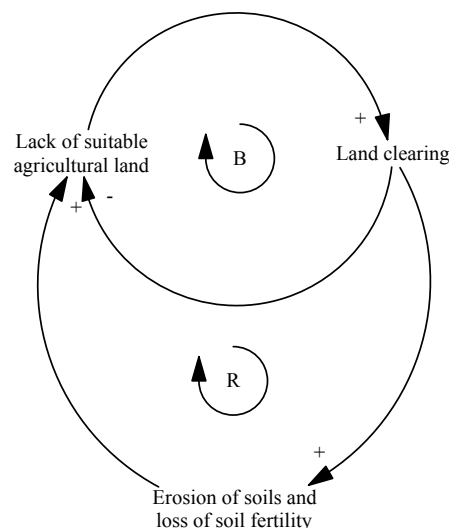 +
B
Lack of suitable
agricultural land
Land clearing
-
+
R
+
Erosion of soils and
loss of soil fertility